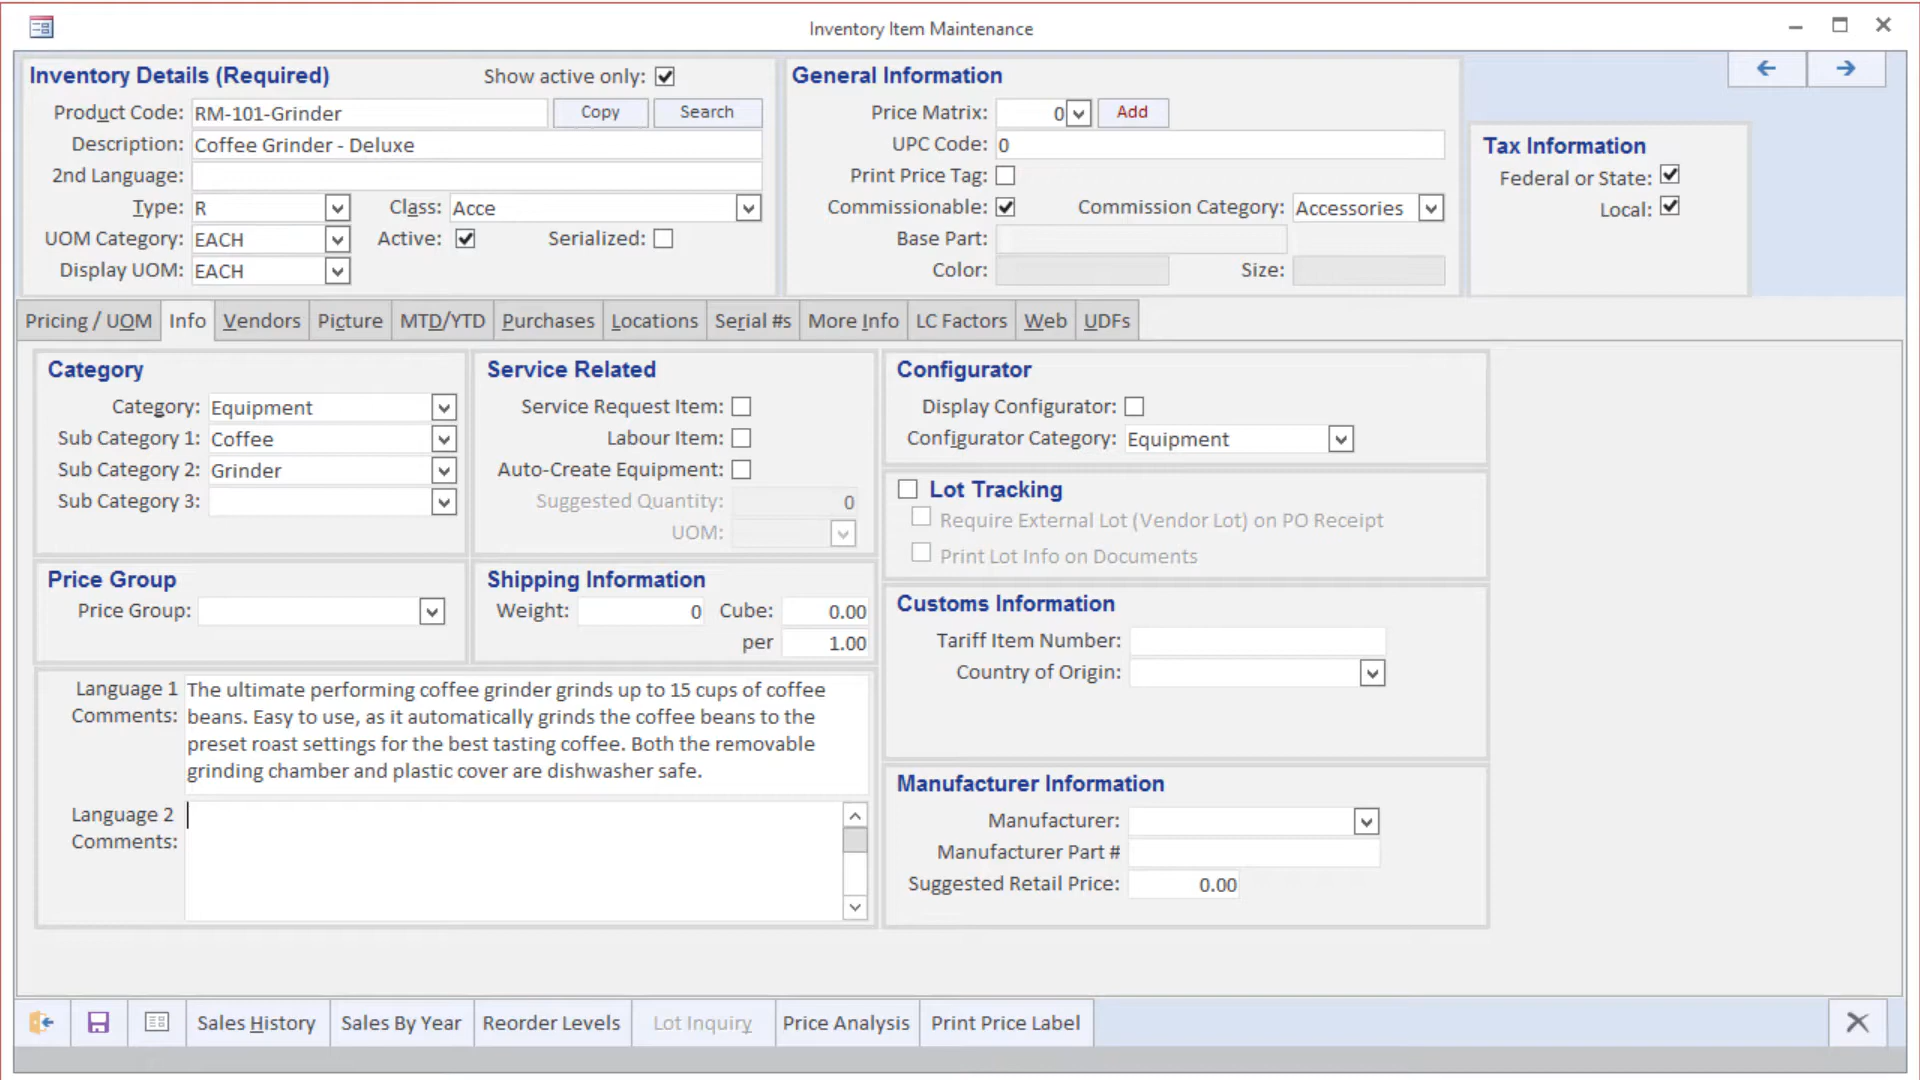 Inventory Item Maintenance
Inventory Details (Required)
Show active only:
Product Code: RM-101-Grinder Copy Search
Description: Coffee Grinder - Deluxe
2nd Language:
Type: R Class: Acce
UOM Category: EACH Active: Serialized:
Display UOM: EACH
General Information
Price Matrix: 0 Add
UPC Code: 0
Print Price Tag:
Commissionable: Commission Category: Accessories
Base Part:
Color: Size:
Tax Information
Federal or State:
Local:
Pricing / UOM Info Vendors Picture MTD/YTD Purchases Locations Serial #s More Info LC Factors Web UDFs
Category
Category: Equipment
Sub Category 1: Coffee
Sub Category 2: Grinder
Sub Category 3:
Service Related
Service Request Item:
Labour Item:
Auto-Create Equipment:
Suggested Quantity: 0
UOM:
Configurator
Display Configurator:
Configurator Category: Equipment
Lot Tracking
Require External Lot (Vendor Lot) on PO Receipt
Print Lot Info on Documents
Price Group
Price Group:
Shipping Information
Weight: 0 Cube: 0.00
per 1.00
Customs Information
Tariff Item Number:
Country of Origin:
Language 1
Comments:
The ultimate performing coffee grinder grinds up to 15 cups of coffee
beans. Easy to use, as it automatically grinds the coffee beans to the
preset roast settings for the best tasting coffee. Both the removable
grinding chamber and plastic cover are dishwasher safe.
Language 2
Comments:
Manufacturer Information
Manufacturer:
Manufacturer Part #
Suggested Retail Price: 0.00
Sales History Sales By Year Reorder Levels Lot Inquiry Price Analysis Print Price Label